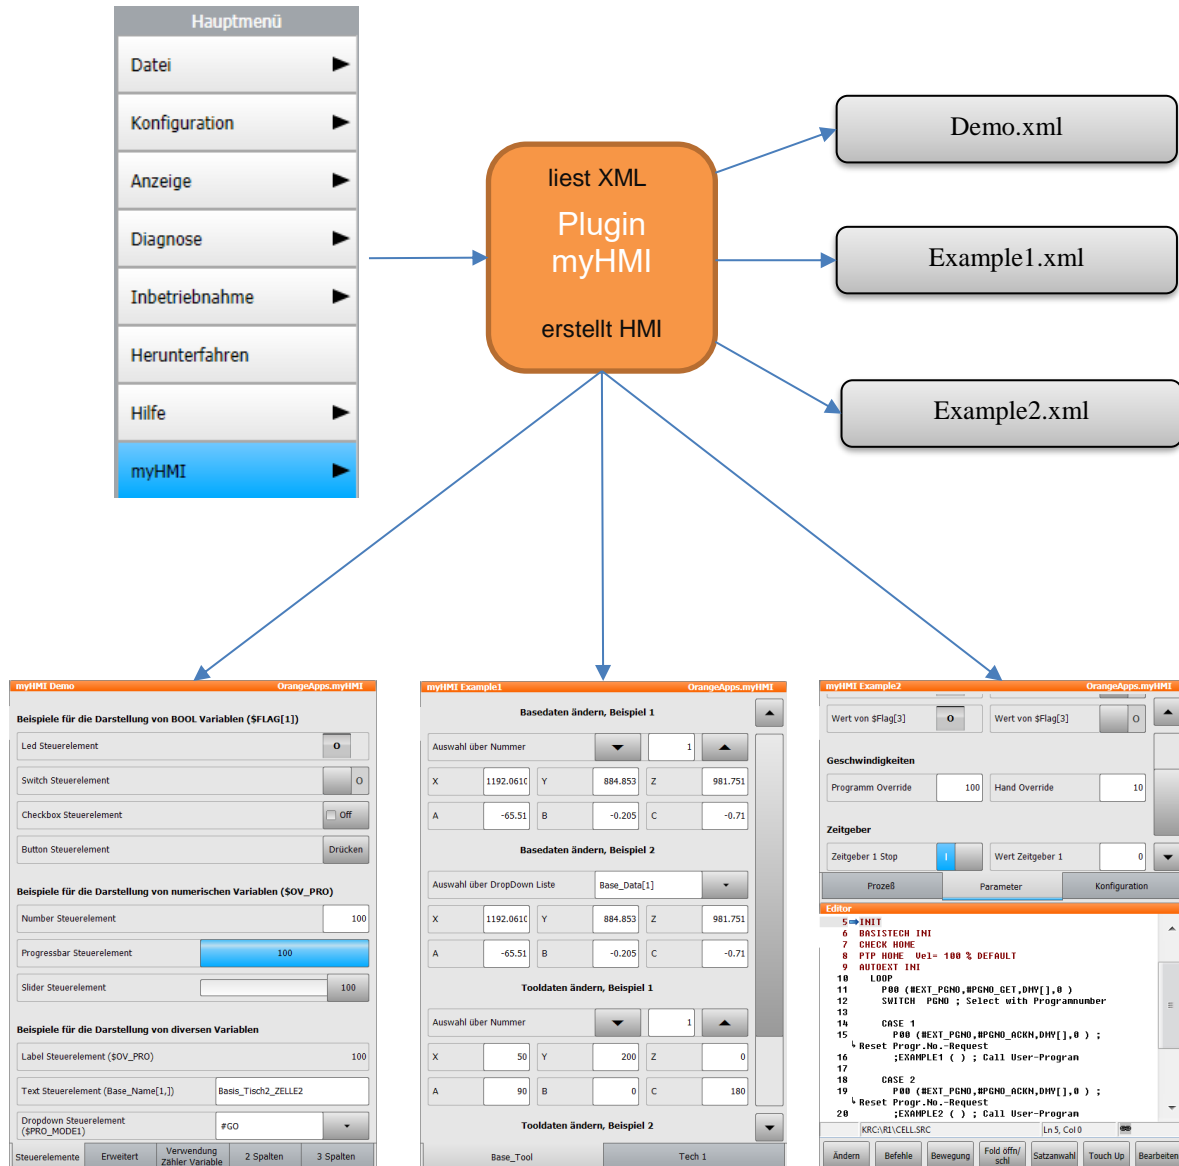 Hauptmenü
Datei
Konfiguration
Anzeige
Diagnose
Inbetriebnahme
Herunterfahren
Hilfe
myHMI
liest XML
Plugin
myHMI
erstellt HMI
Demo.xml
Example1.xml
Example2.xml
myHMI Demo OrangeApps.myHMI
Beispiele für die Darstellung von BOOL Variablen ($FLAG[1])
Led Steuerelement O
Switch Steuerelement O
Checkbox Steuerelement Off
Button Steuerelement Drücken
Beispiele für die Darstellung von numerischen Variablen ($OV_PRO)
Number Steuerelement 100
Progressbar Steuerelement 100
Slider Steuerelement 100
Beispiele für die Darstellung von diversen Variablen
Label Steuerelement ($OV_PRO) 100
Text Steuerelement (Base_Name[1,]) Basis_Tisch2_ZELLE2
Dropdown Steuerelement
($PRO_MODE1) #GO
Steuerelemente Erweitert Verwendung
Zähler Variable 2 Spalten 3 Spalten
myHMI Example1 OrangeApps.myHMI
Basedaten ändern, Beispiel 1
Auswahl über Nummer 1
X 1192.061( Y 884.853 Z 981.751
A -65.51 B -0.205 C -0.71
Basedaten ändern, Beispiel 2
Auswahl über DropDown Liste Base_Data[1]
X 1192.061( Y 884.853 Z 981.751
A -65.51 B -0.205 C -0.71
Tooldaten ändern, Beispiel 1
Auswahl über Nummer 1
X 50 Y 200 Z 0
A 90 B 0 C 180
Tooldaten ändern, Beispiel 2
Base_Tool Tech 1
myHMI Example2 OrangeApps.myHMI
Wert von $Flag[3] O Wert von $Flag[3] O
Geschwindigkeiten
Programm Override 100 Hand Override 10
Zeitgeber
Zeitgeber 1 Stop I Wert Zeitgeber 1 0
Prozeß Parameter Konfiguration
Editor
5 INIT
6 BASISTECH INI
7 CHECK HOME
8 PTP HOME Vel= 100 % DEFAULT
9 AUTOEXT INI
10 LOOP
11 P00 (#EXT_PGNO,#PGNO_GET,DMY[],0 )
12 SWITCH PGNO ; Select with Programnumber
13
14 CASE 1
15 P00 (#EXT_PGNO,#PGNO_ACKN,DMY[],0 ) ;
Reset Progr.No.-Request
16 ;EXAMPLE1 ( ) ; Call User-Program
17
18 CASE 2
19 P00 (#EXT_PGNO,#PGNO_ACKN,DMY[],0 ) ;
Reset Progr.No.-Request
20 ;EXAMPLE2 ( ) ; Call User-Program
KRC:\R1\CELL.SRC Ln 5, Col 0
Ändern Befehle Bewegung Fold öffn/
schl Satzanwahl Touch Up Bearbeiten